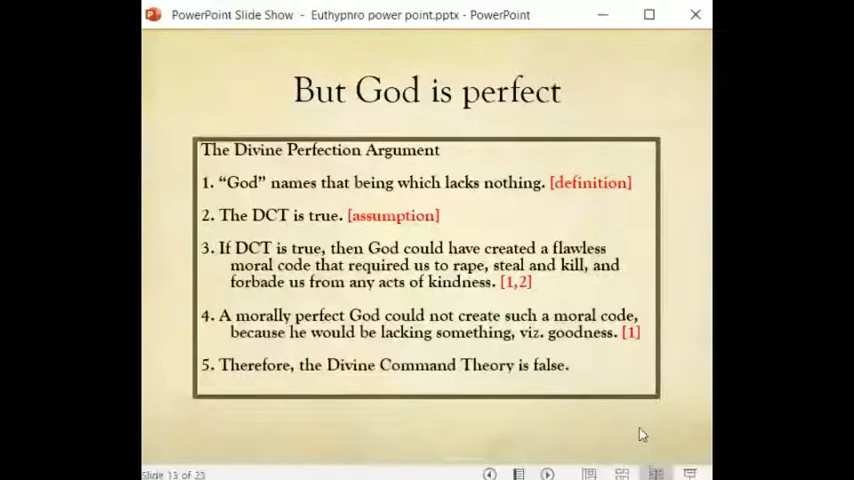 PowerPoint Slide Show - Euthyphro power point.pptx - PowerPoint
But God is perfect
The Divine Perfection Argument
1. “God” names that being which lacks nothing. [definition]
2. The DCT is true. [assumption]
3. If DCT is true, then God could have created a flawless
moral code that required us to rape, steal and kill, and
forbade us from any acts of kindness. [1,2]
4. A morally perfect God could not create such a moral code,
because he would be lacking something, viz. goodness. [1]
5. Therefore, the Divine Command Theory is false.
Slide 13 of 23